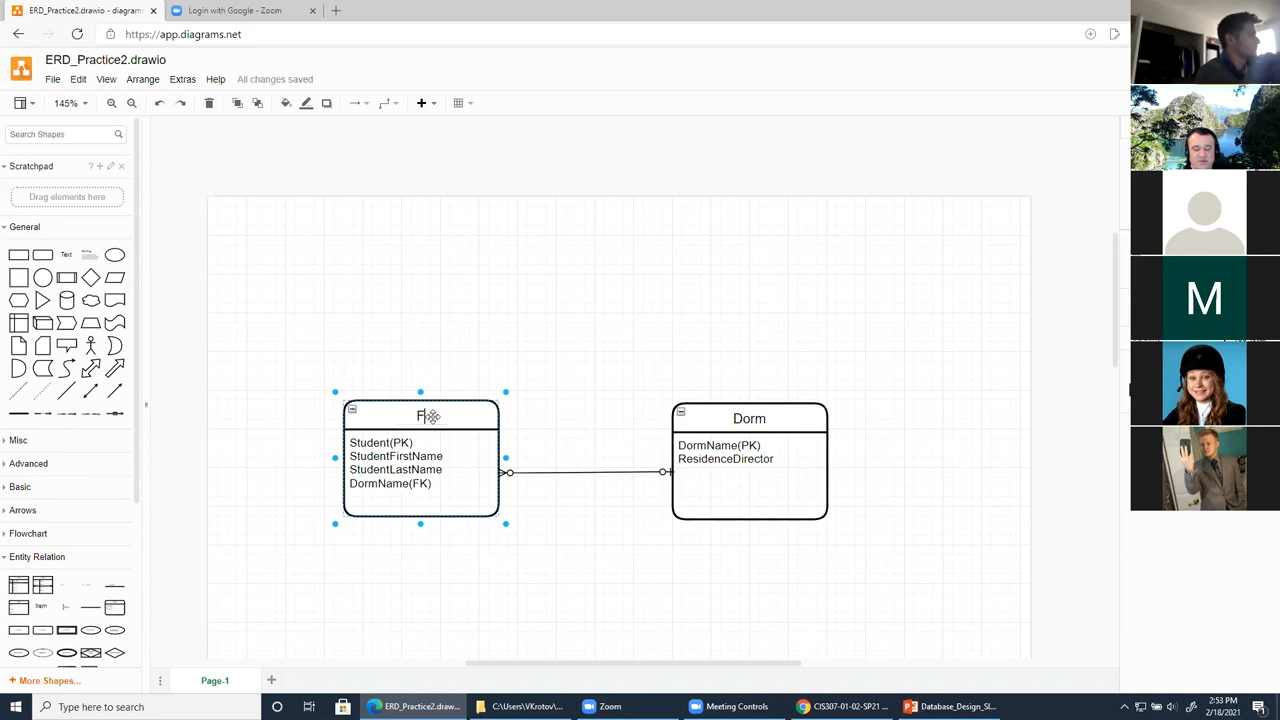 ERD_Practice2.drawio - diagrams
Login with Google - Zoom
https://app.diagrams.net
ERD_Practice2.drawio
File Edit View Arrange Extras Help All changes saved
145%
Search Shapes
Scratchpad
Drag elements here
General
Text
Misc
Advanced
Basic
Arrows
Flowchart
Entity Relation
Item
+ More Shapes...
F
Student(PK)
StudentFirstName
StudentLastName
DormName(FK)
Dorm
DormName(PK)
ResidenceDirector
Page-1
M
Type here to search
ERD_Practice2.draw...
C:\Users\VKrotov\...
Zoom
Meeting Controls
CIS307-01-02-SP21 ...
Database_Design_Sl...
2:53 PM
2/18/2021